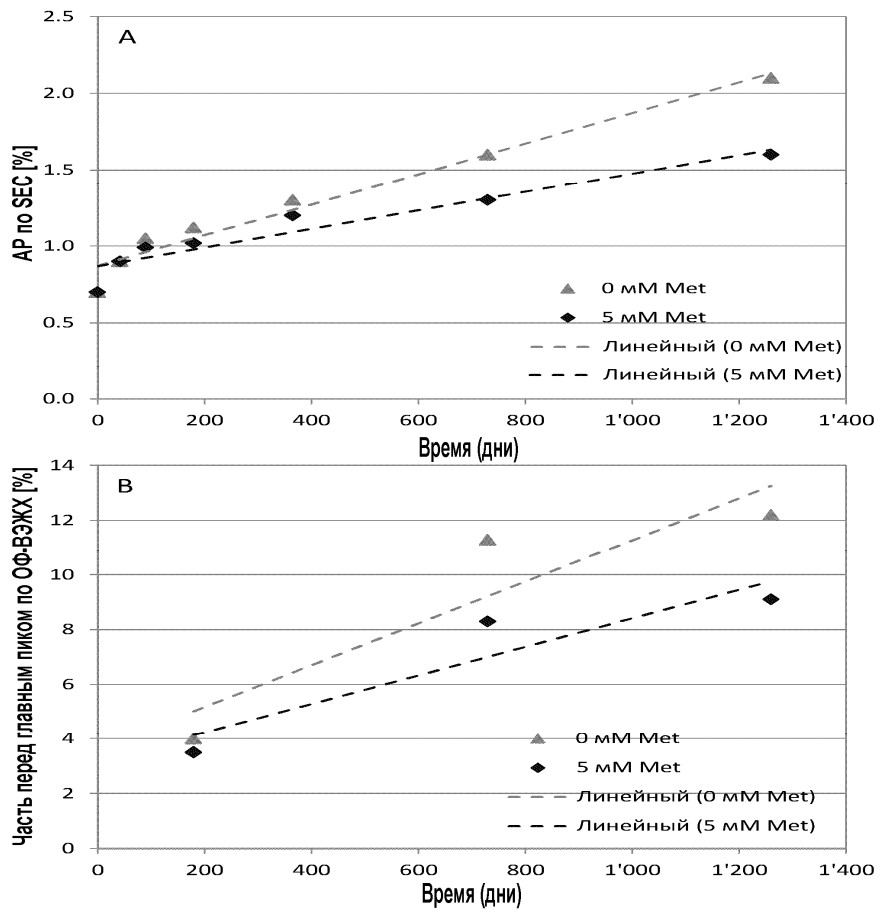 A
AP по SEC [%]
2.5
2.0
1.5
1.0
0.5
0.0
0 мМ Met
5 мМ Met
Линейный (0 мМ Met)
Линейный (5 мМ Met)
0 200 400 600 800 1'000 1'200 1'400
Время (дни)
B
Часть перед главным пиком по ОФ-ВЭЖХ [%]
14
12
10
8
6
4
2
0
0 мМ Met
5 мМ Met
Линейный (0 мМ Met)
Линейный (5 мМ Met)
0 200 400 600 800 1'000 1'200 1'400
Время (дни)